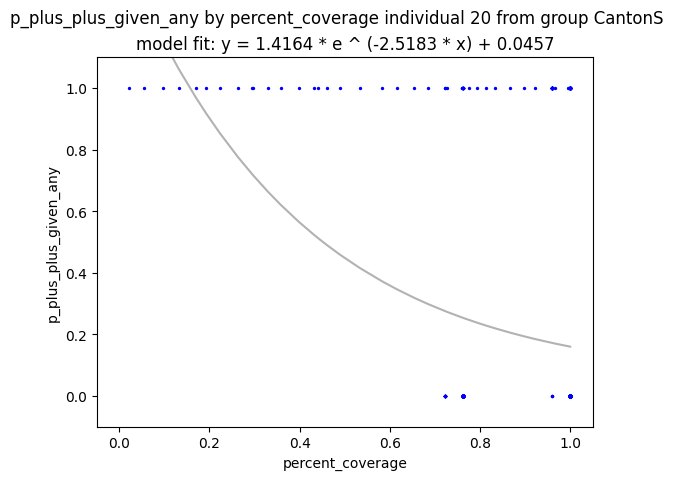 p_plus_plus_given_any by percent_coverage individual 20 from group CantonS
model fit: y = 1.4164 * e ^ (-2.5183 * x) + 0.0457
1.0
0.8
0.6
0.4
0.2
0.0
p_plus_plus_given_any
0.0 0.2 0.4 0.6 0.8 1.0
percent_coverage